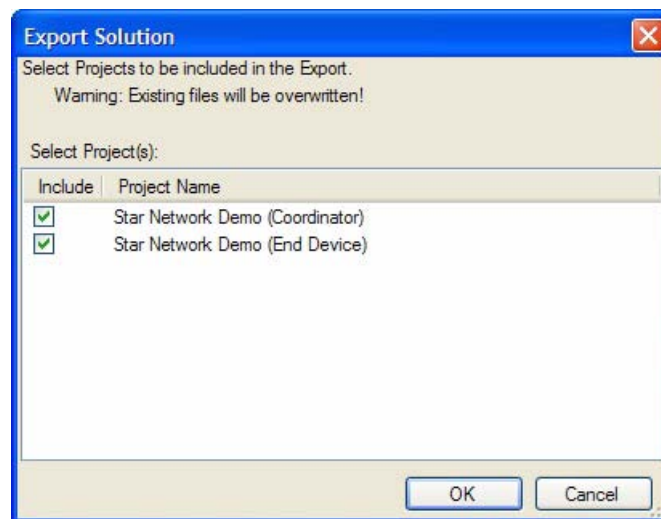 Export Solution
Select Projects to be included in the Export.
Warning: Existing files will be overwritten!
Select Project(s):
Include Project Name
Star Network Demo (Coordinator)
Star Network Demo (End Device)
OK Cancel